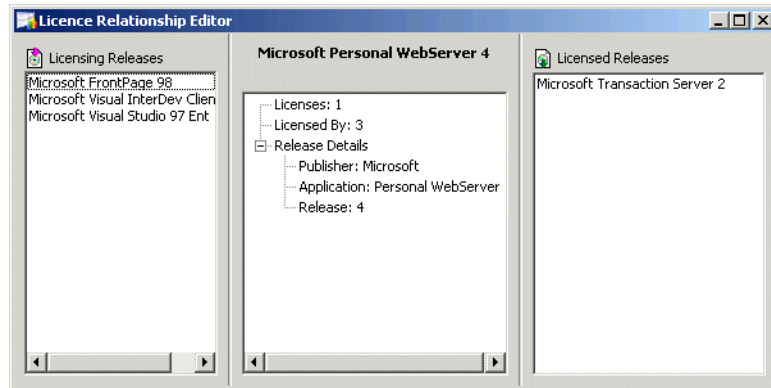 Licence Relationship Editor
Licensing Releases
Microsoft FrontPage 98
Microsoft Visual InterDev Clien
Microsoft Visual Studio 97 Ent
Microsoft Personal WebServer 4
Licenses: 1
Licensed By: 3
Release Details
Publisher: Microsoft
Application: Personal WebServer
Release: 4
Licensed Releases
Microsoft Transaction Server 2